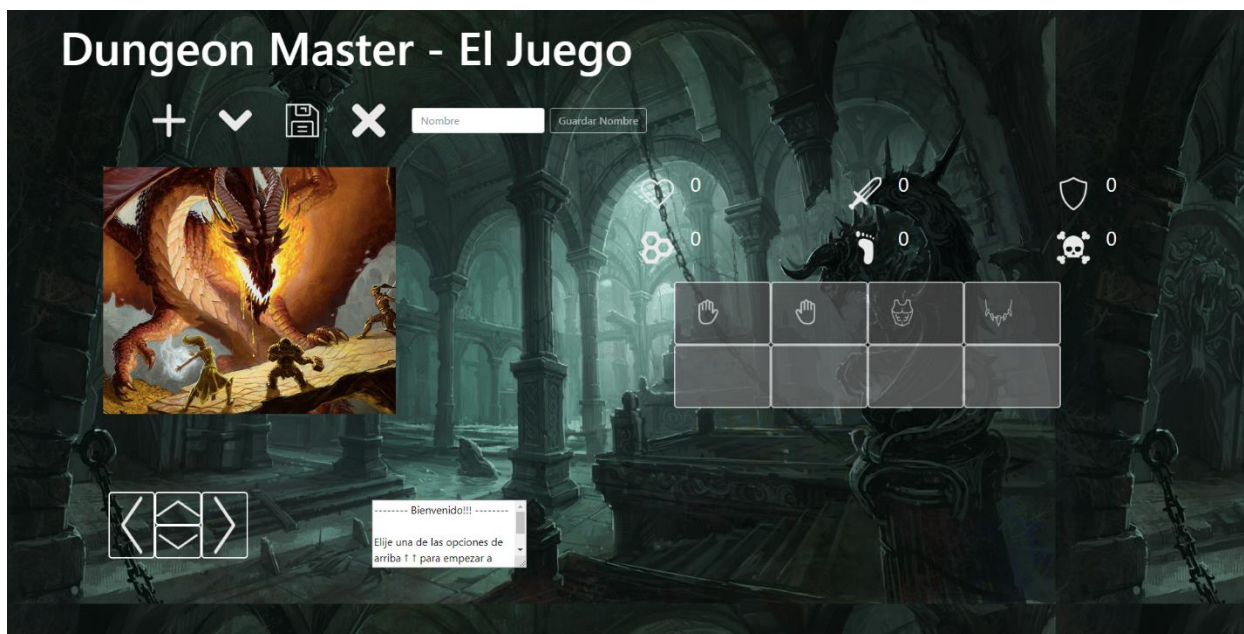 Dungeon Master - El Juego
Nombre
Guardar Nombre
0
0
0
0
0
0
-------- Bienvenido!!! --------
Elije una de las opciones de
arriba ↑ ↑ para empezar a